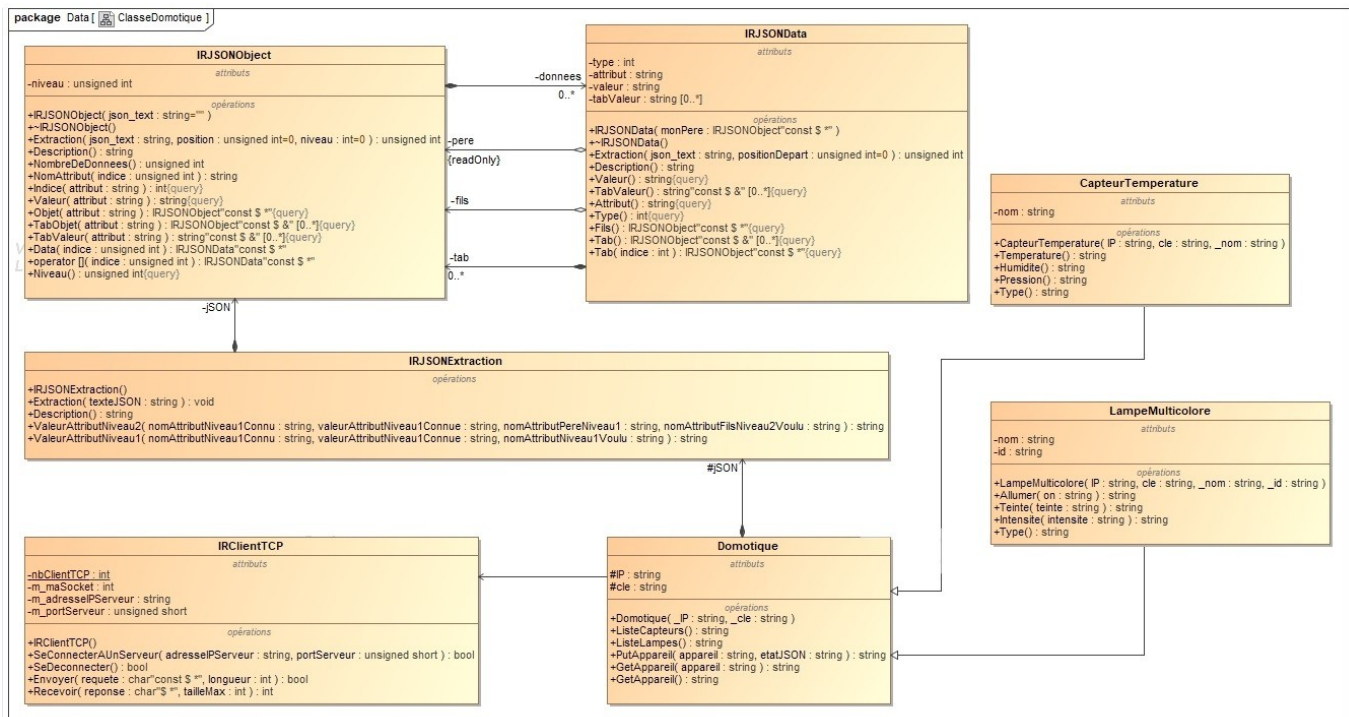 package Data [ ClasseDomotique ]
IRJSONObject
attributs
-niveau : unsigned int
opérations
+IRJSONObject( json_text : string="" )
+~IRJSONObject()
+Extraction( json_text : string, position : unsigned int=0, niveau : int=0 ) : unsigned int
+Description() : string
+NombreDeDonnees() : unsigned int
+NomAttribut( indice : unsigned int ) : string
+Indice( attribut : string ) : int{query}
+Valeur( attribut : string ) : string{query}
+Objet( attribut : string ) : IRJSONObject"const $ *"{query}
+TabObjet( attribut : string ) : IRJSONObject"const $ &" [0..*]{query}
+TabValeur( attribut : string ) : string"const $ &" [0..*]{query}
+Data( indice : unsigned int ) : IRJSONData"const $ *"
+operator []( indice : unsigned int ) : IRJSONData"const $ *"
+Niveau() : unsigned int{query}
-donnees
0..*
-pere
{readOnly}
-fils
-tab
0..*
IRJSONData
attributs
-type : int
-attribut : string
-valeur : string
-tabValeur : string [0..*]
opérations
+IRJSONData( monPere : IRJSONObject"const $ *" )
+~IRJSONData()
+Extraction( json_text : string, positionDepart : unsigned int=0 ) : unsigned int
+Description() : string
+Valeur() : string{query}
+TabValeur() : string"const $ &" [0..*]{query}
+Attribut() : string{query}
+Type() : int{query}
+Fils() : IRJSONObject"const $ *"{query}
+Tab() : IRJSONObject"const $ &" [0..*]{query}
+Tab( indice : int ) : IRJSONObject"const $ *"{query}
CapteurTemperature
attributs
-nom : string
opérations
+CapteurTemperature( IP : string, cle : string, _nom : string )
+Temperature() : string
+Humidite() : string
+Pression() : string
+Type() : string
-jSON
IRJSONExtraction
opérations
+IRJSONExtraction()
+Extraction( texteJSON : string ) : void
+Description() : string
+ValeurAttributNiveau2( nomAttributNiveau1Connu : string, valeurAttributNiveau1Connue : string, nomAttributPereNiveau1 : string, nomAttributFilsNiveau2Voulu : string ) : string
+ValeurAttributNiveau1( nomAttributNiveau1Connu : string, valeurAttributNiveau1Connue : string, nomAttributNiveau1Voulu : string ) : string
#jSON
LampeMulticolore
attributs
-nom : string
-id : string
opérations
+LampeMulticolore( IP : string, cle : string, _nom : string, _id : string )
+Allumer( on : string ) : string
+Teinte( teinte : string ) : string
+Intensite( intensite : string ) : string
+Type() : string
IRClientTCP
attributs
-nbClientTCP : int
-m_maSocket : int
-m_adresseIPServeur : string
-m_portServeur : unsigned short
opérations
+IRClientTCP()
+SeConnecterAUnServeur( adresseIPServeur : string, portServeur : unsigned short ) : bool
+SeDeconnecter() : bool
+Envoyer( requete : char"const $ *", longueur : int ) : bool
+Recevoir( reponse : char"$ *", tailleMax : int ) : int
Domotique
attributs
#IP : string
#cle : string
opérations
+Domotique( _IP : string, _cle : string )
+ListeCapteurs() : string
+ListeLampes() : string
+PutAppareil( appareil : string, etatJSON : string ) : string
+GetAppareil( appareil : string ) : string
+GetAppareil() : string